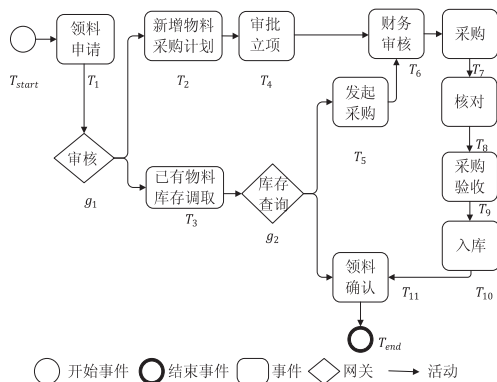 领料
申请
新增物料
采购计划
审批
立项
财务
审核
采购
T_start
T_1
T_2
T_4
T_6
T_7
发起
采购
核对
审核
T_5
T_8
已有物料
库存调取
库存
查询
采购
验收
g_1
T_3
T_9
g_2
入库
领料
确认
T_11
T_10
T_end
开始事件
结束事件
事件
网关
活动